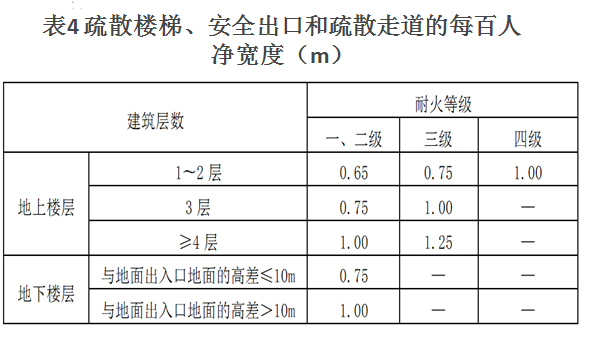 表4 疏散楼梯、安全出口和疏散走道的每百人
净宽度（m）
建筑层数 耐火等级
一、二级 三级 四级
地上楼层 1～2层 0.65 0.75 1.00
3层 0.75 1.00 —
≥4层 1.00 1.25 —
地下楼层 与地面出入口地面的高差≤10m 0.75 — —
与地面出入口地面的高差＞10m 1.00 — —